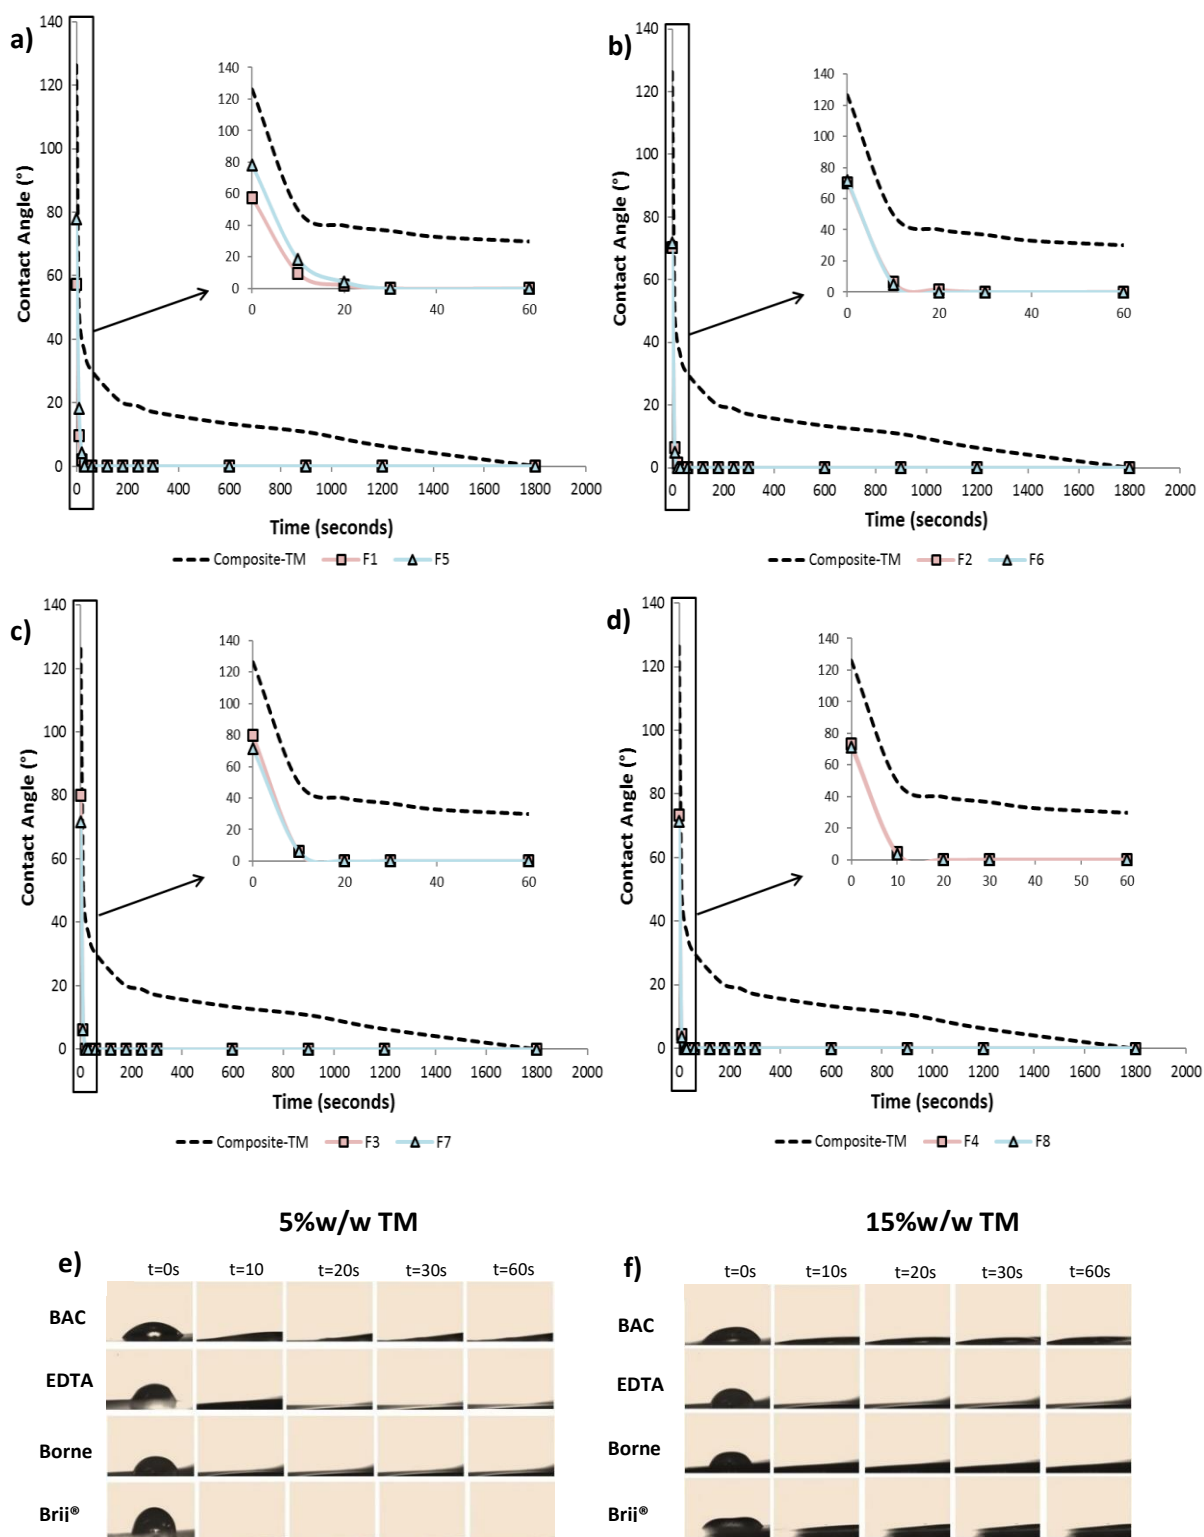 a)
140
120
100
80
60
40
20
0
Contact Angle (°)
0 200 400 600 800 1000 1200 1400 1600 1800 2000
Time (seconds)
140
120
100
80
60
40
20
0
0 20 40 60
Composite-TM F1 F5
b)
140
120
100
80
60
40
20
0
Contact Angle (°)
0 200 400 600 800 1000 1200 1400 1600 1800 2000
Time (seconds)
140
120
100
80
60
40
20
0
0 20 40 60
Composite-TM F2 F6
c)
140
120
100
80
60
40
20
0
Contact Angle (°)
0 200 400 600 800 1000 1200 1400 1600 1800 2000
Time (seconds)
140
120
100
80
60
40
20
0
0 20 40 60
Composite-TM F3 F7
d)
140
120
100
80
60
40
20
0
Contact Angle (°)
0 200 400 600 800 1000 1200 1400 1600 1800 2000
Time (seconds)
140
120
100
80
60
40
20
0
0 10 20 30 40 60
Composite-TM F4 F8
5%w/w TM
e)
t=0s t=10 t=20s t=30s t=60s
BAC
EDTA
Borne
Brij®
15%w/w TM
f)
t=0s t=10s t=20s t=30s t=60s
BAC
EDTA
Borne
Brij®